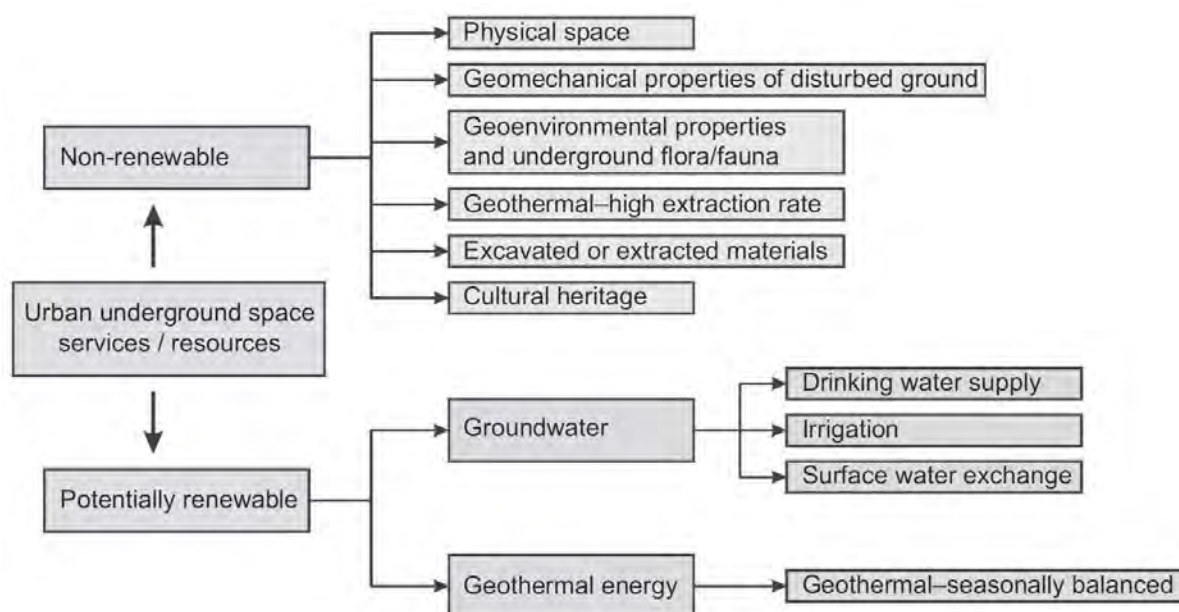 Physical space
Geomechanical properties of disturbed ground
Non-renewable
Geoenvironmental properties
and underground flora/fauna
Geothermal–high extraction rate
Excavated or extracted materials
Cultural heritage
Urban underground space
services / resources
Potentially renewable
Groundwater
Drinking water supply
Irrigation
Surface water exchange
Geothermal energy
Geothermal–seasonally balanced